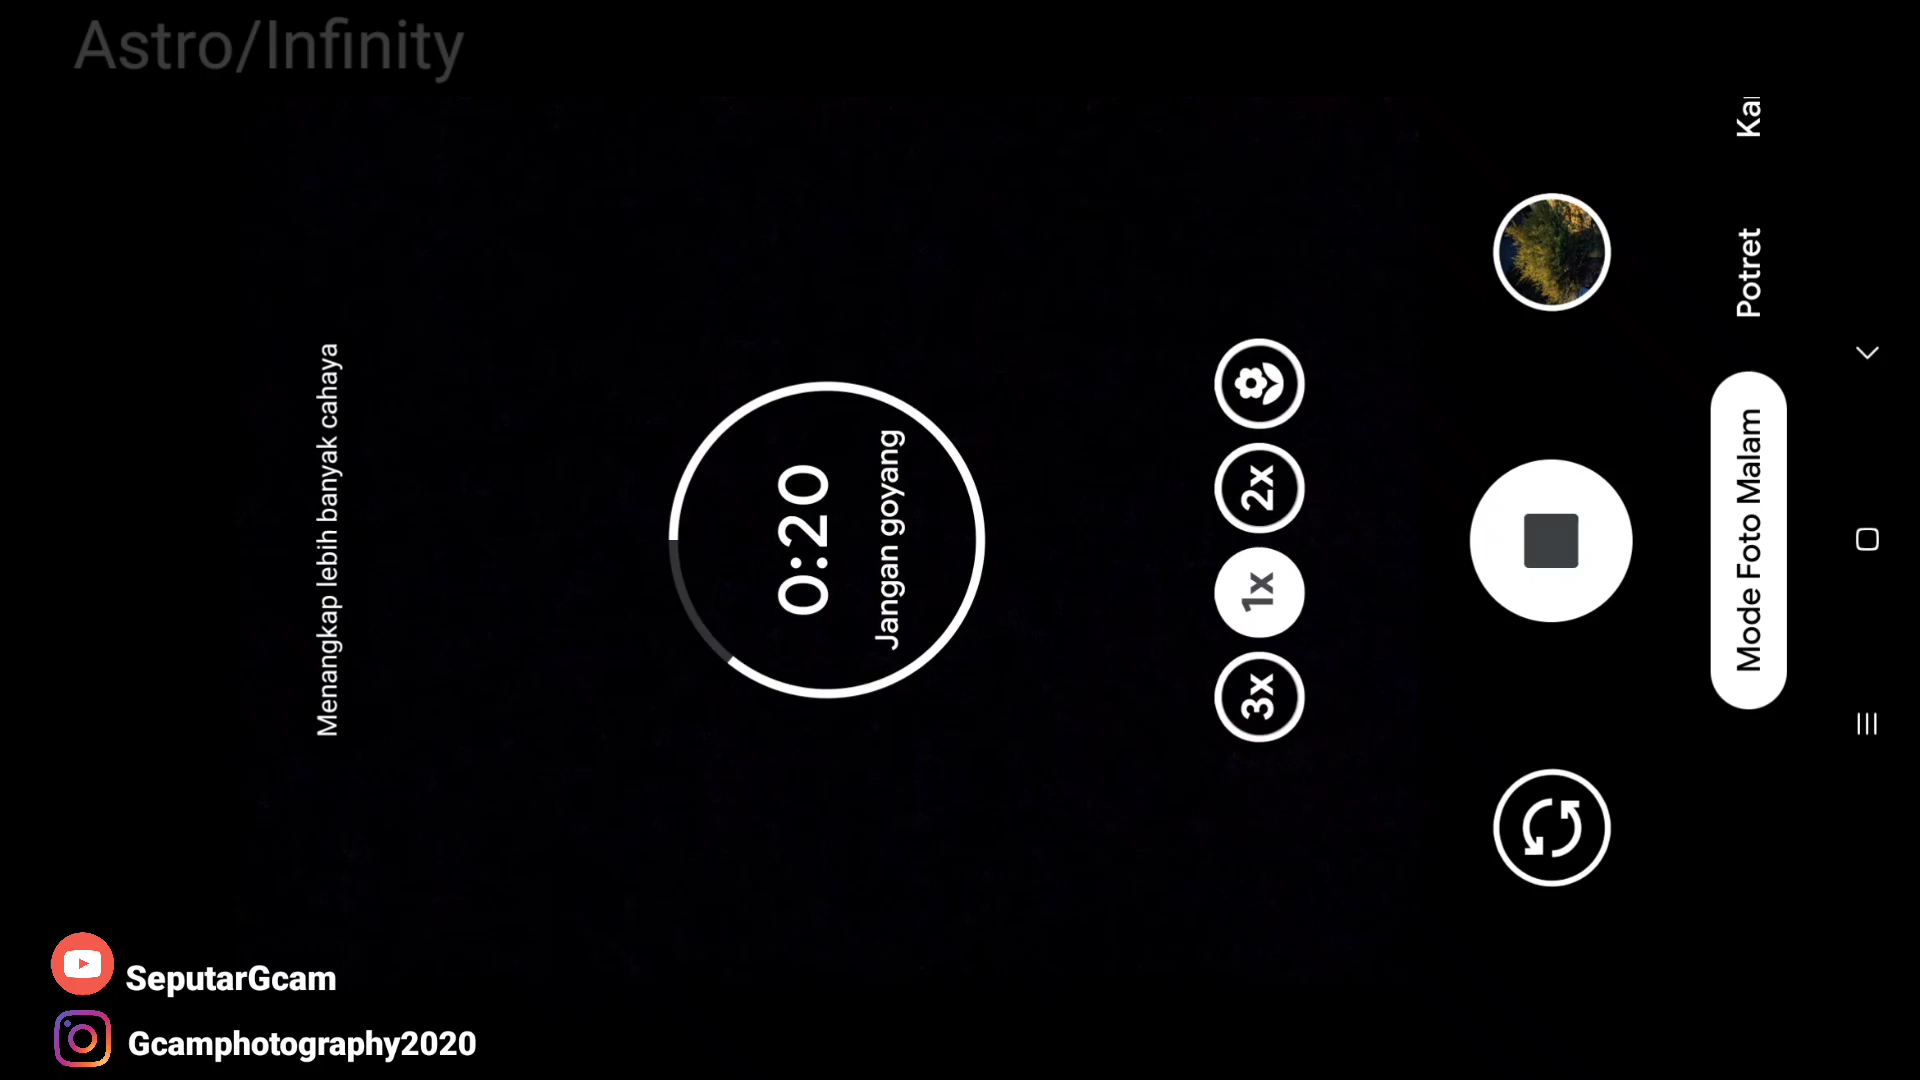 Astro/Infinity
Menangkap lebih banyak cahaya
0:20
Jangan goyang
3x
1x
2x
Mode Foto Malam
Potret
Ka
SeputarGcam
Gcamphotography2020